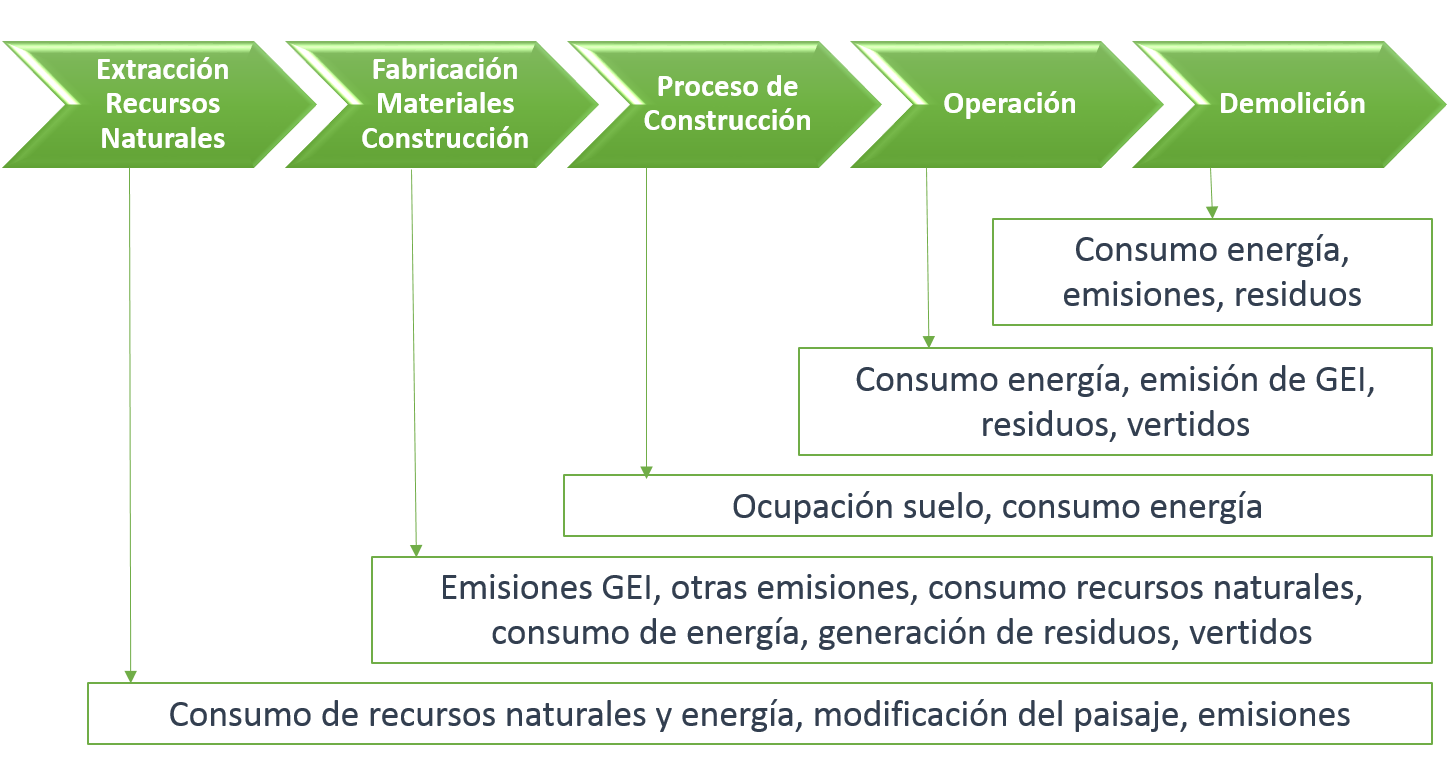 Extracción
Recursos
Naturales
Fabricación
Materiales
Construcción
Proceso de
Construcción
Operación
Demolición
Consumo energía,
emisiones, residuos
Consumo energía, emisión de GEI,
residuos, vertidos
Ocupación suelo, consumo energía
Emisiones GEI, otras emisiones, consumo recursos naturales,
consumo de energía, generación de residuos, vertidos
Consumo de recursos naturales y energía, modificación del paisaje, emisiones